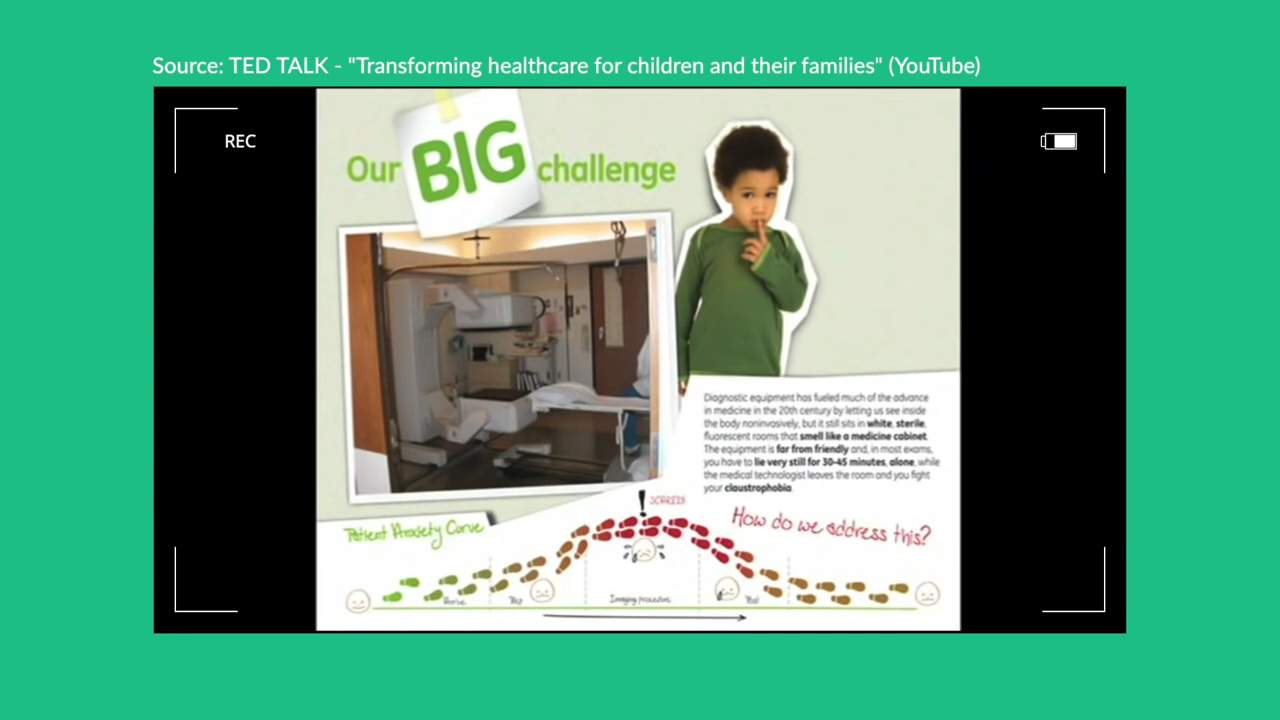 Source: TED TALK - "Transforming healthcare for children and their families" (YouTube)
REC
Our BIG challenge
Diagnostic equipment has fueled much of the advance
in medicine in the 20th century by letting us see inside
the body noninvasively, but it still sits in white, sterile,
fluorescent rooms that smell like a medicine cabinet.
The equipment is far from friendly and, in most exams,
you have to lie very still for 30-45 minutes, alone, while
the medical technologist leaves the room and you fight
your claustrophobia.
! SCARED!!
Patient Anxiety Curve
How do we address this?
Arrive Prep Imaging procedure Post